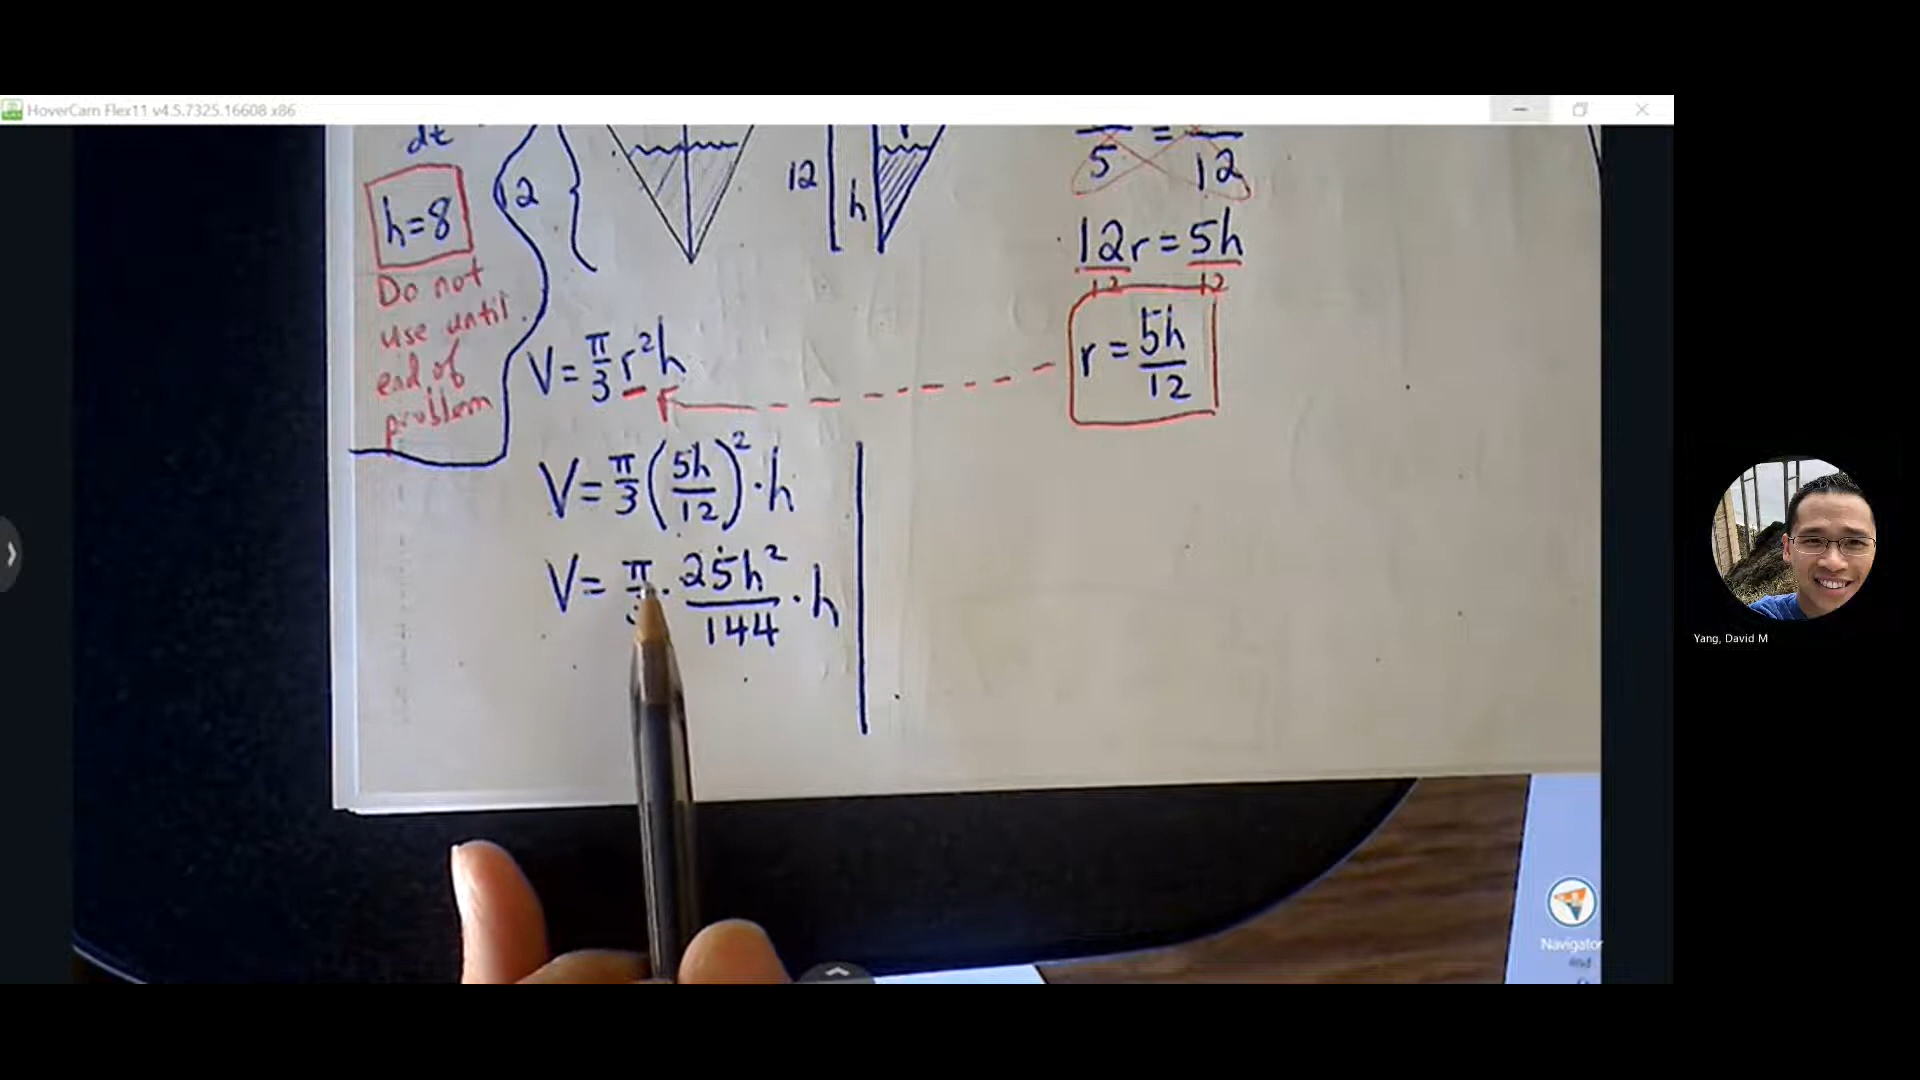 HoverCam Flex11 v4.5.7325.16608 x86
dt
h=8
Do not
use until
end of
problem
12
12
h
5 = 12
12r = 5h
12 12
r = 5h/12
V = π/3 r²h
V = π/3 (5h/12)² · h
V = π · 25h²/144 · h
Yang, David M
Navigator